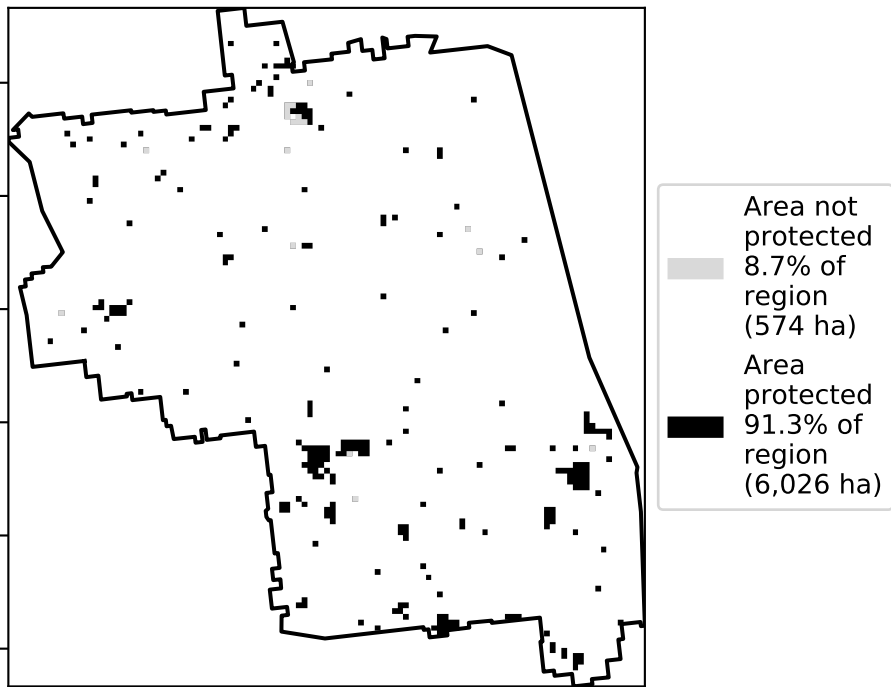 Area not
protected
8.7% of
region
(574 ha)
Area
protected
91.3% of
region
(6,026 ha)